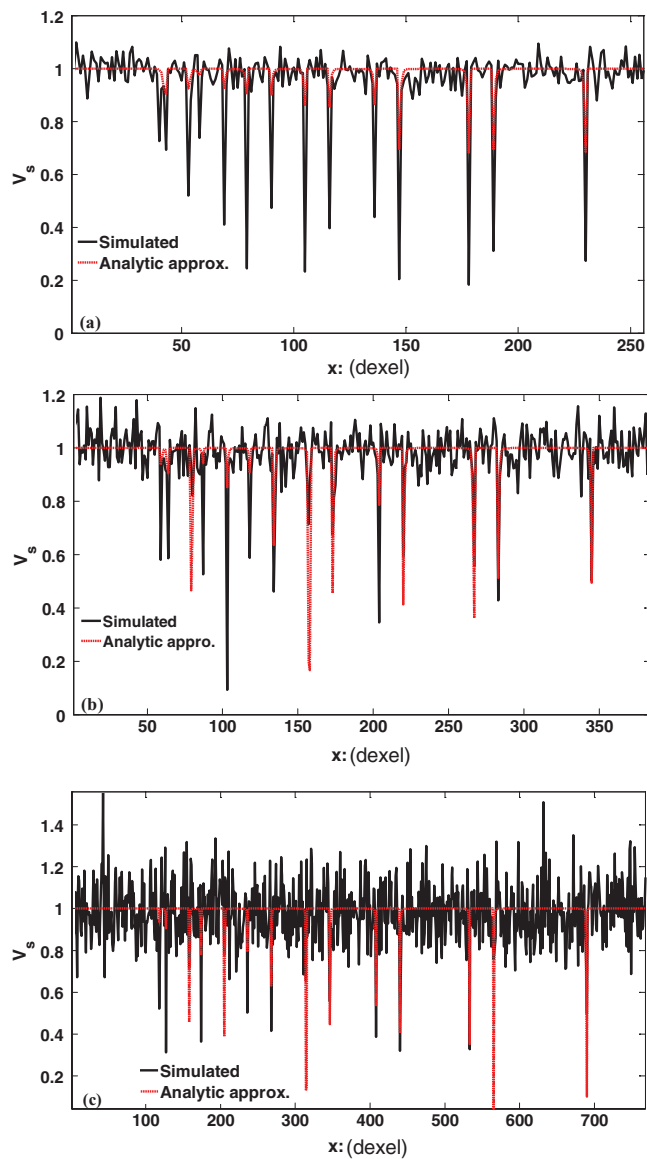 1.2
1
0.8
V_s
0.6
0.4
Simulated
Analytic approx.
0.2
(a)
0
50 100 150 200 250
x: (dexel)
1.2
1
0.8
V_s
0.6
0.4
Simulated
Analytic appro.
0.2
(b)
0
50 100 150 200 250 300 350
x: (dexel)
1.4
1.2
1
V_s
0.8
0.6
0.4
Simulated
0.2
Analytic approx.
(c)
100 200 300 400 500 600 700
x: (dexel)